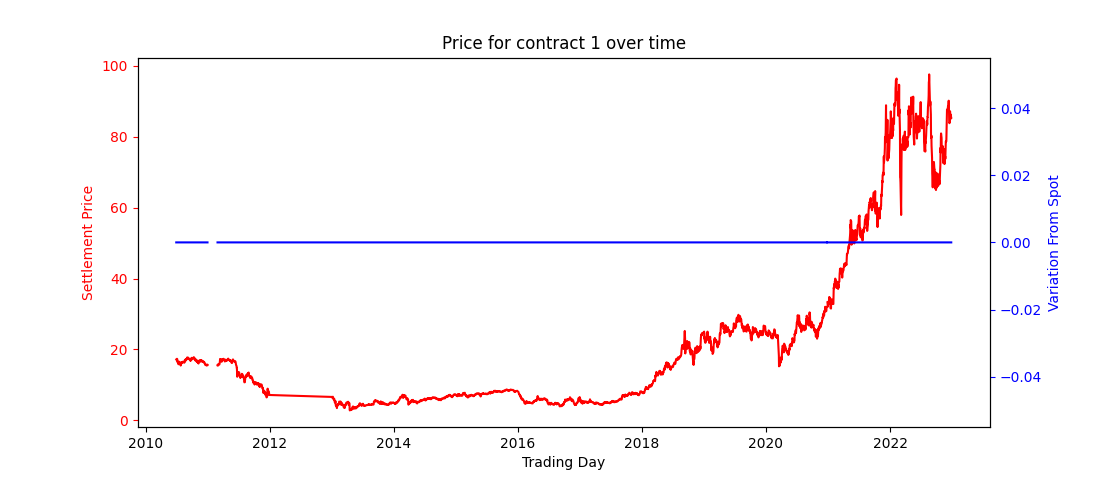 Price for contract 1 over time
100
80
60
40
20
0
Settlement Price
0.04
0.02
0.00
−0.02
−0.04
Variation From Spot
2010 2012 2014 2016 2018 2020 2022
Trading Day